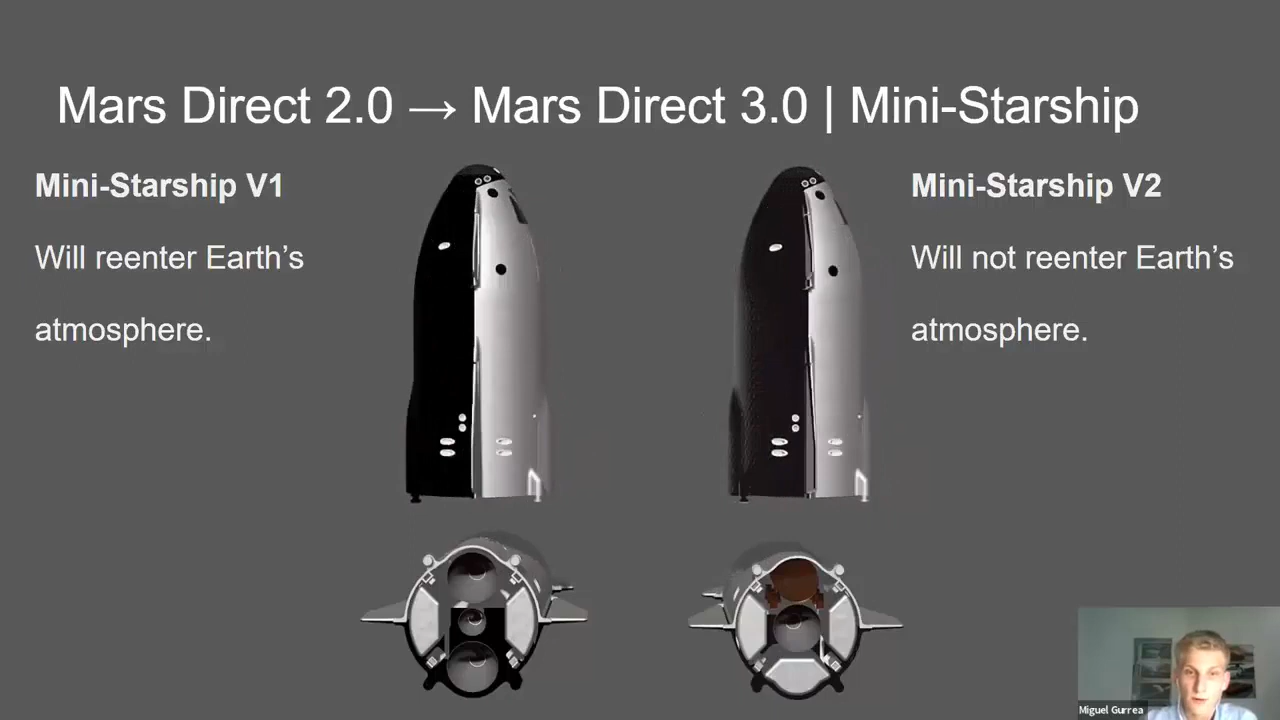 Mars Direct 2.0 → Mars Direct 3.0 | Mini-Starship
Mini-Starship V1
Will reenter Earth’s
atmosphere.
Mini-Starship V2
Will not reenter Earth’s
atmosphere.
Miguel Gurrea